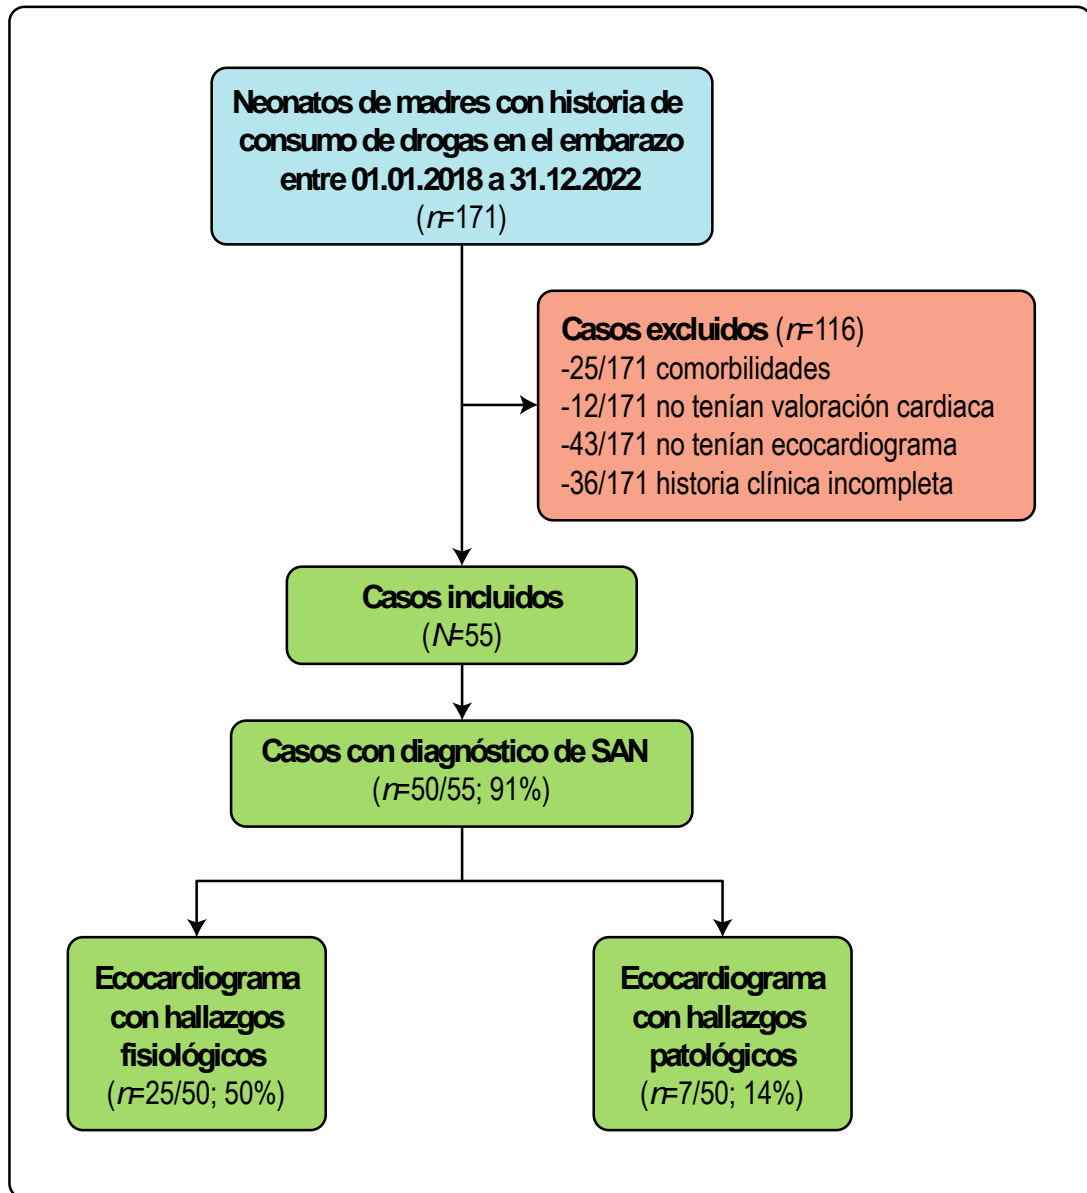 Neonatos de madres con historia de
consumo de drogas en el embarazo
entre 01.01.2018 a 31.12.2022
(n=171)
Casos excluidos (n=116)
-25/171 comorbilidades
-12/171 no tenían valoración cardiaca
-43/171 no tenían ecocardiograma
-36/171 historia clínica incompleta
Casos incluidos
(N=55)
Casos con diagnóstico de SAN
(n=50/55; 91%)
Ecocardiograma
con hallazgos
fisiológicos
(n=25/50; 50%)
Ecocardiograma
con hallazgos
patológicos
(n=7/50; 14%)